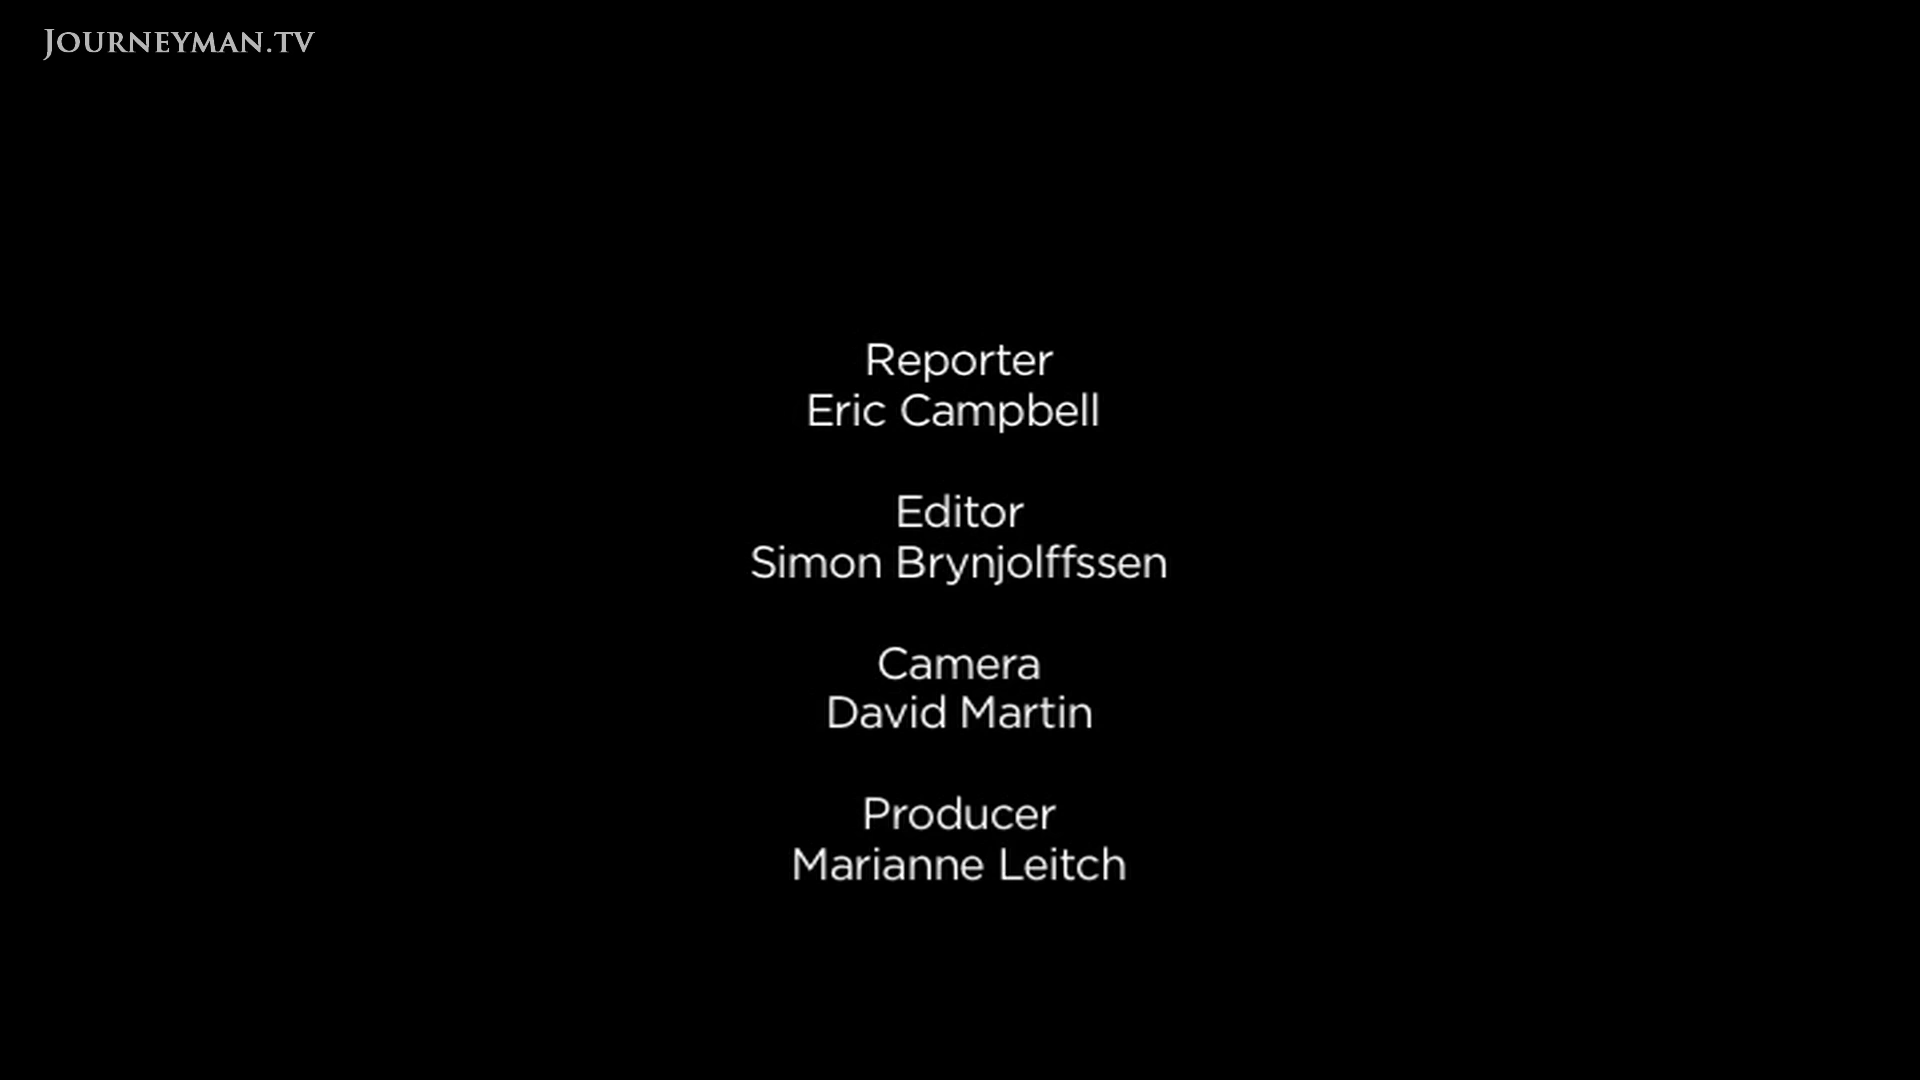 JOURNEYMAN.TV
Reporter
Eric Campbell
Editor
Simon Brynjolffssen
Camera
David Martin
Producer
Marianne Leitch